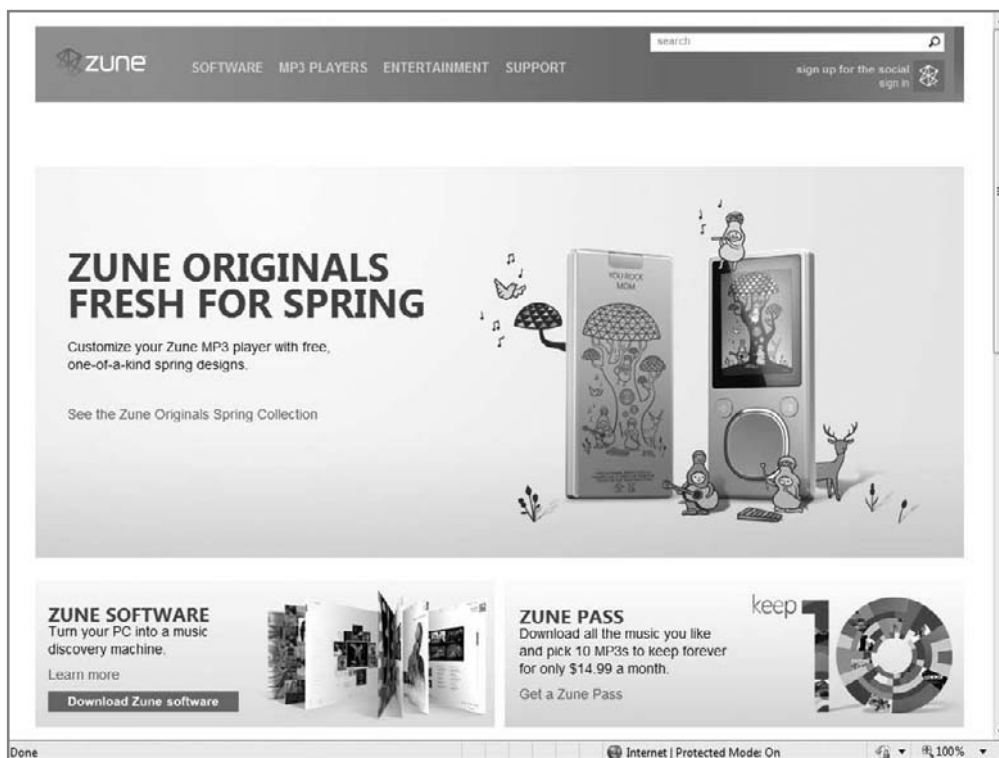 zune
SOFTWARE MP3 PLAYERS ENTERTAINMENT SUPPORT
search
sign up for the social
sign in
ZUNE ORIGINALS
FRESH FOR SPRING
Customize your Zune MP3 player with free,
one-of-a-kind spring designs.
See the Zune Originals Spring Collection
YOU ROCK
MOM
ZUNE SOFTWARE
Turn your PC into a music
discovery machine.
Learn more
Download Zune software
ZUNE PASS
Download all the music you like
and pick 10 MP3s to keep forever
for only $14.99 a month.
Get a Zune Pass
keep 10
Done
Internet | Protected Mode: On
100%